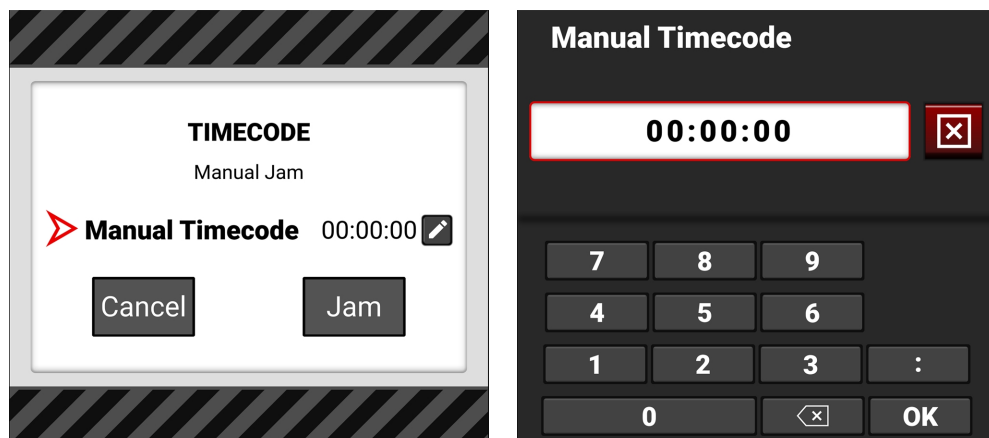 TIMECODE
Manual Jam
Manual Timecode 00:00:00
Cancel Jam
Manual Timecode
00:00:00
7 8 9
4 5 6
1 2 3 :
0 OK